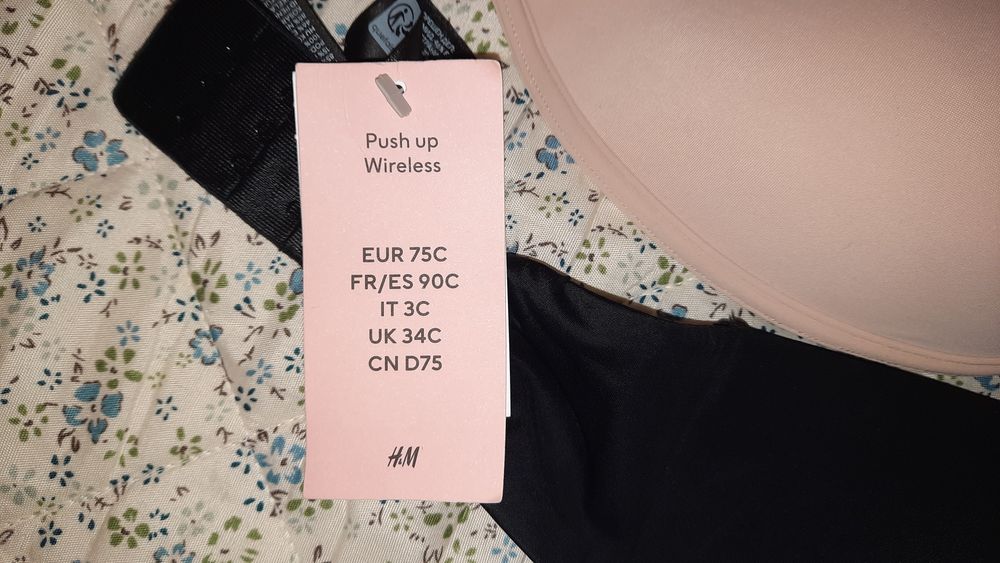 Push up
Wireless
EUR 75C
FR/ES 90C
IT 3C
UK 34C
CN D75
H&M